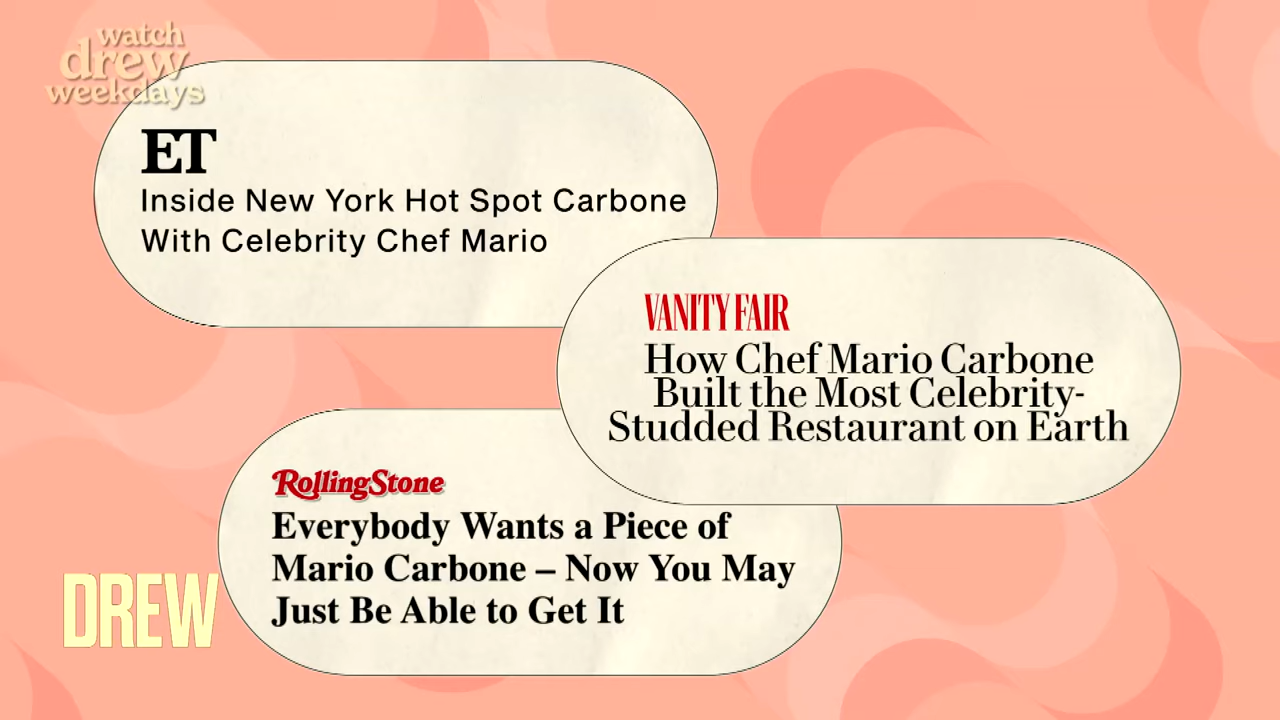 watch
drew
weekdays
ET
Inside New York Hot Spot Carbone
With Celebrity Chef Mario
VANITY FAIR
How Chef Mario Carbone
Built the Most Celebrity-
Studded Restaurant on Earth
RollingStone
Everybody Wants a Piece of
Mario Carbone – Now You May
Just Be Able to Get It
DREW